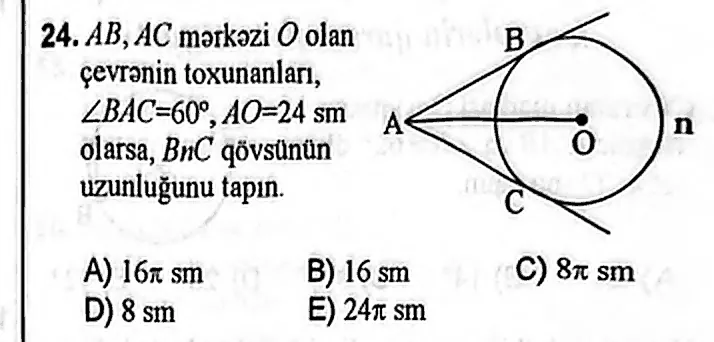 24. AB, AC mərkəzi O olan
çevrənin toxunanları,
∠BAC=60º, AO=24 sm
olarsa, BnC qövsünün
uzunluğunu tapın.
B
A
O
n
C
A) 16π sm B) 16 sm C) 8π sm
D) 8 sm E) 24π sm